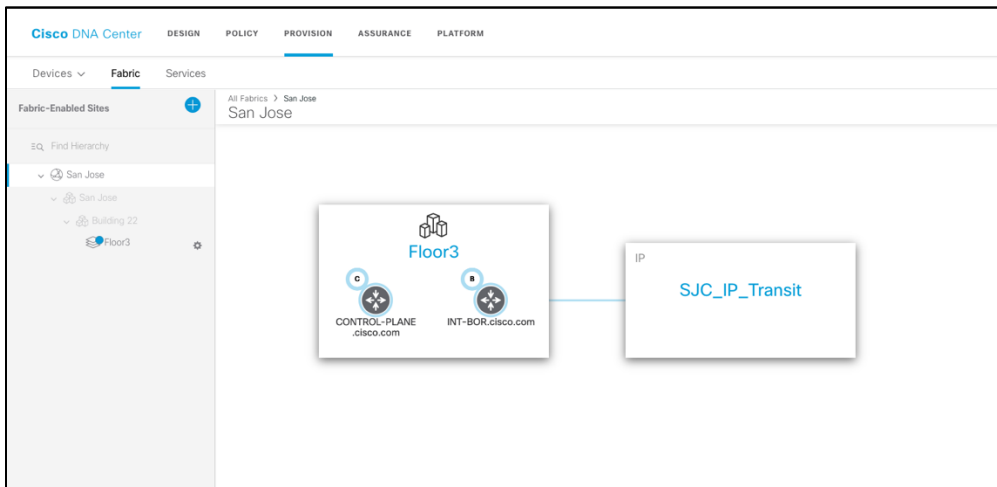 Cisco DNA Center DESIGN POLICY PROVISION ASSURANCE PLATFORM
Devices Fabric Services
Fabric-Enabled Sites
All Fabrics > San Jose
San Jose
Find Hierarchy
San Jose
San Jose
Building 22
Floor3
Floor3
C
B
CONTROL-PLANE
.cisco.com
INT-BOR.cisco.com
IP
SJC_IP_Transit